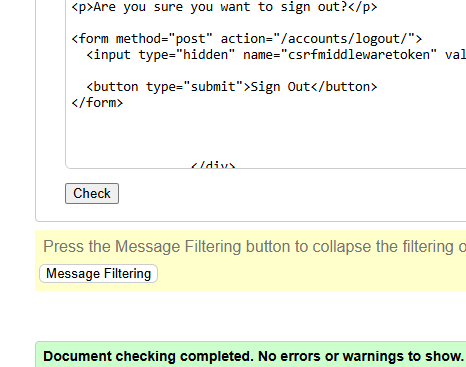 <p>Are you sure you want to sign out?</p>
<form method="post" action="/accounts/logout/">
<input type="hidden" name="csrfmiddlewaretoken" val
<button type="submit">Sign Out</button>
</form>
</div>
Check
Press the Message Filtering button to collapse the filtering o
Message Filtering
Document checking completed. No errors or warnings to show.